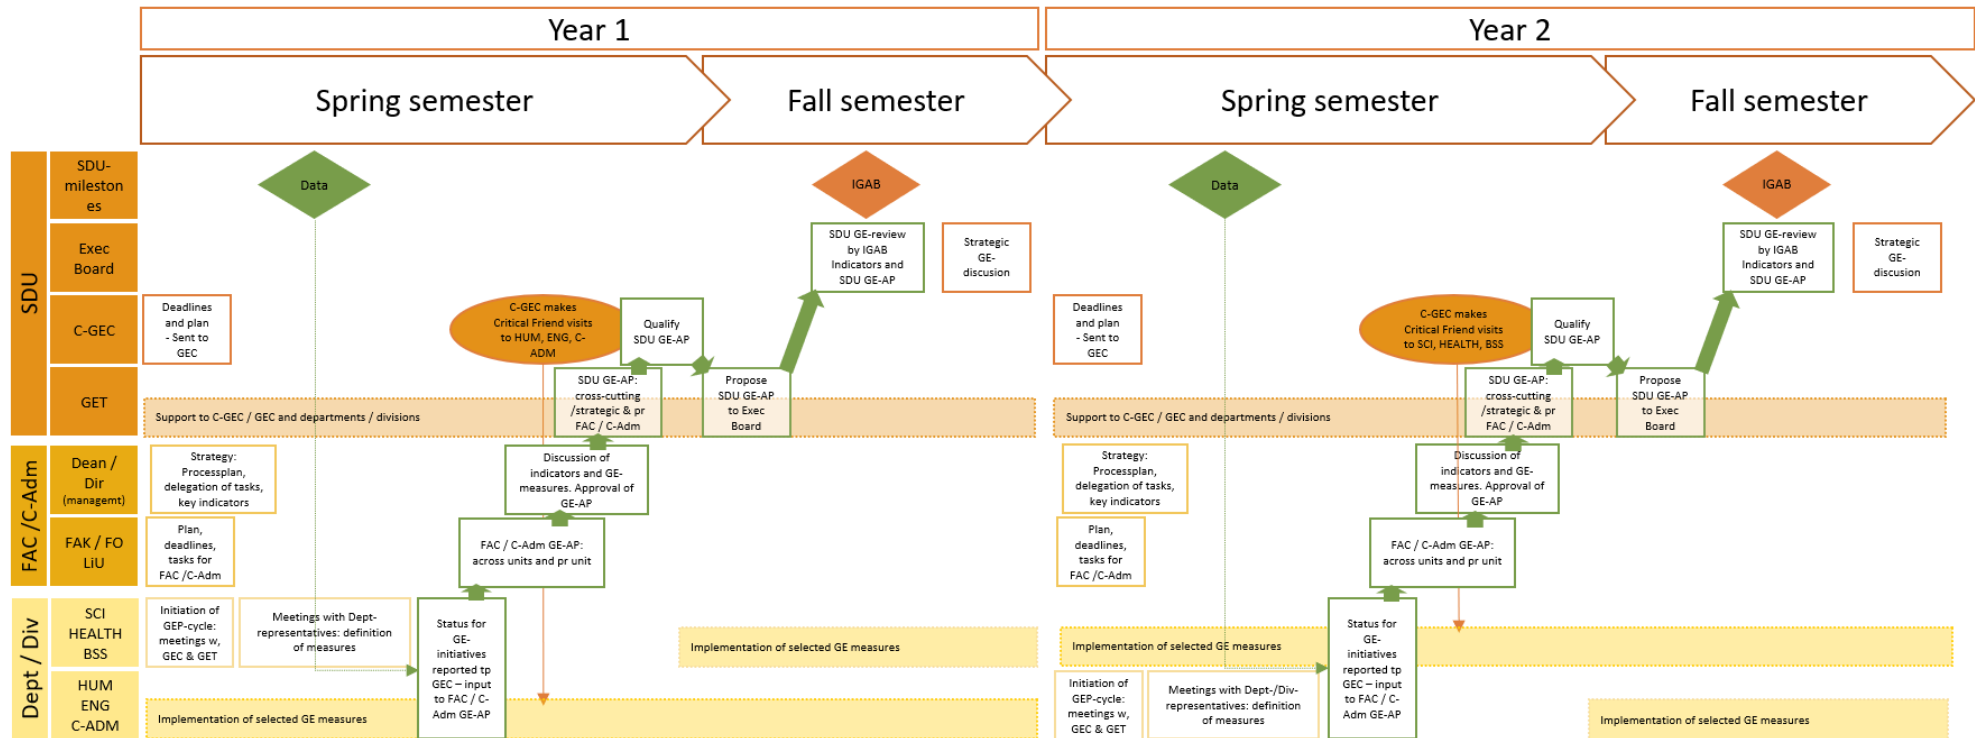 Year 1
Year 2
Spring semester
Fall semester
Spring semester
Fall semester
SDU
SDU-
mileston
es
Data
IGAB
Data
IGAB
Exec
Board
SDU GE-review
by IGAB
Indicators and
SDU GE-AP
Strategic
GE-
discusion
SDU GE-review
by IGAB
Indicators and
SDU GE-AP
Strategic
GE-
discusion
C-GEC
Deadlines
and plan
- Sent to
GEC
C-GEC makes
Critical Friend visits
to HUM, ENG, C-
ADM
Qualify
SDU GE-AP
Deadlines
and plan
- Sent to
GEC
C-GEC makes
Critical Friend visits
to SCI, HEALTH, BSS
Qualify
SDU GE-AP
GET
Support to C-GEC / GEC and departments / divisions
SDU GE-AP:
cross-cutting
/strategic & pr
FAC / C-Adm
Propose
SDU GE-AP
to Exec
Board
Support to C-GEC / GEC and departments / divisions
SDU GE-AP:
cross-cutting
/strategic & pr
FAC / C-Adm
Propose
SDU GE-AP
to Exec
Board
FAC /C-Adm
Dean /
Dir
(managemt)
Strategy:
Processplan,
delegation of tasks,
key indicators
Discussion of
indicators and GE-
measures. Approval of
GE-AP
Strategy:
Processplan,
delegation of tasks,
key indicators
Discussion of
indicators and GE-
measures. Approval of
GE-AP
FAK / FO
LiU
Plan,
deadlines,
tasks for
FAC /C-Adm
FAC / C-Adm GE-AP:
across units and pr unit
Plan,
deadlines,
tasks for
FAC /C-Adm
FAC / C-Adm GE-AP:
across units and pr unit
Dept / Div
SCI
HEALTH
BSS
Initiation of
GEP-cycle:
meetings w,
GEC & GET
Meetings with Dept-
representatives: definition
of measures
Status for
GE-
initiatives
reported tp
GEC – input
to FAC / C-
Adm GE-AP
Implementation of selected GE measures
Implementation of selected GE measures
Status for
GE-
initiatives
reported tp
GEC – input
to FAC / C-
Adm GE-AP
HUM
ENG
C-ADM
Implementation of selected GE measures
Initiation of
GEP-cycle:
meetings w,
GEC & GET
Meetings with Dept-/Div-
representatives: definition
of measures
Implementation of selected GE measures